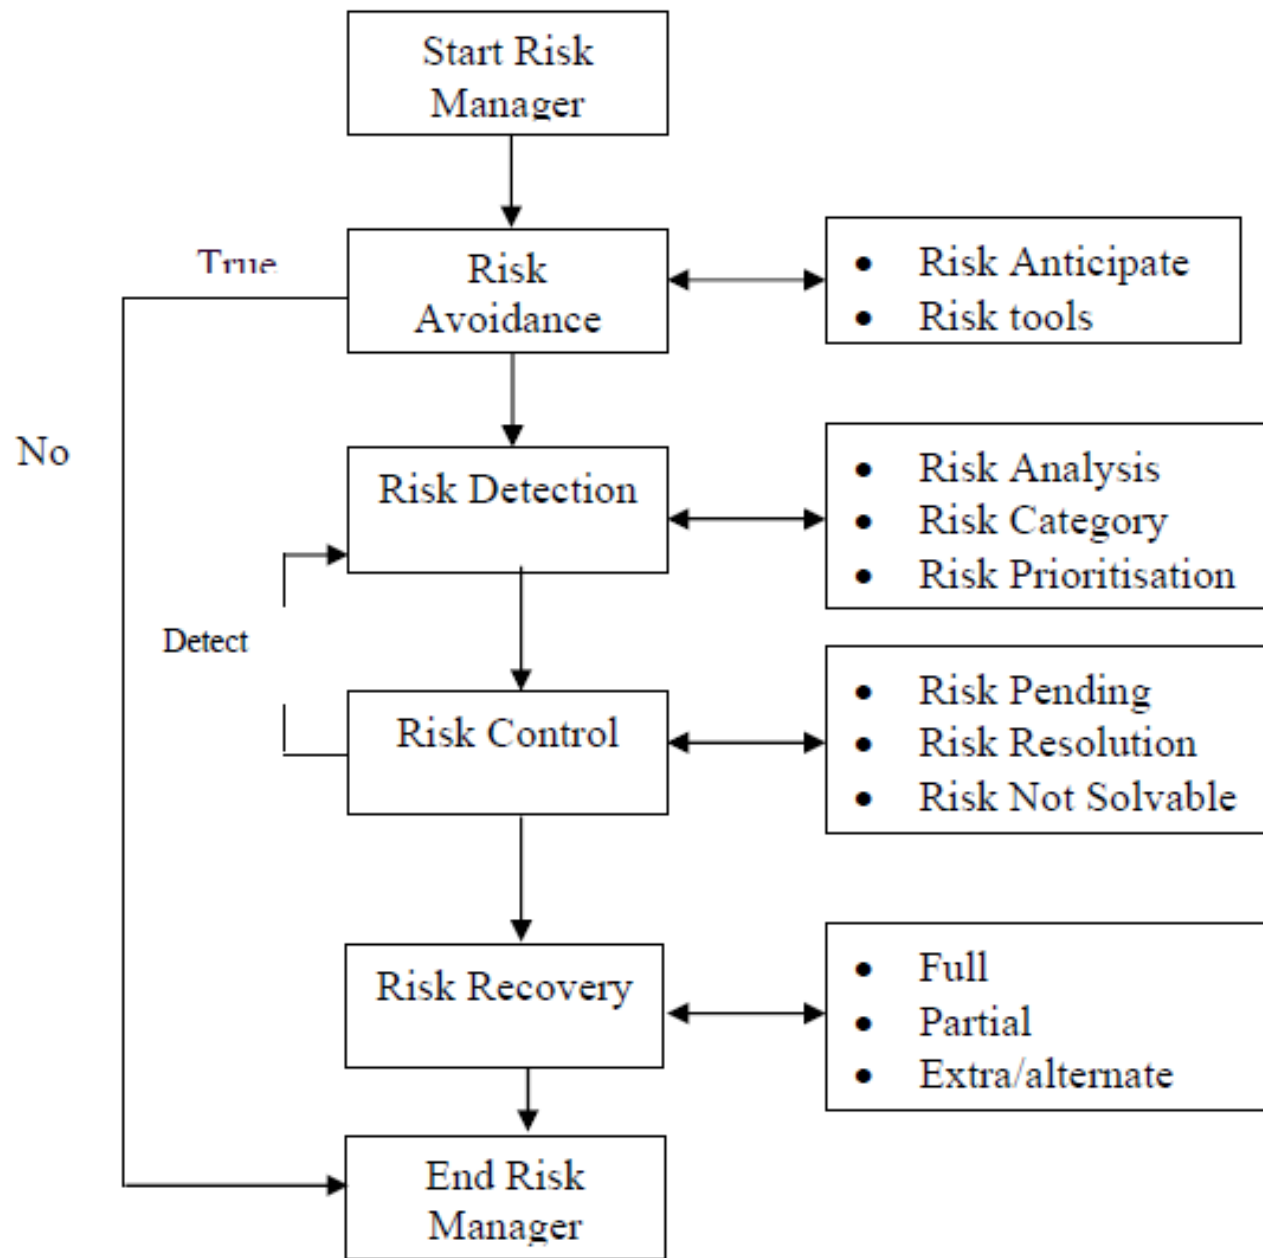 Start Risk
Manager
True
Risk
Avoidance
• Risk Anticipate
• Risk tools
No
Risk Detection
• Risk Analysis
• Risk Category
• Risk Prioritisation
Detect
Risk Control
• Risk Pending
• Risk Resolution
• Risk Not Solvable
Risk Recovery
• Full
• Partial
• Extra/alternate
End Risk
Manager